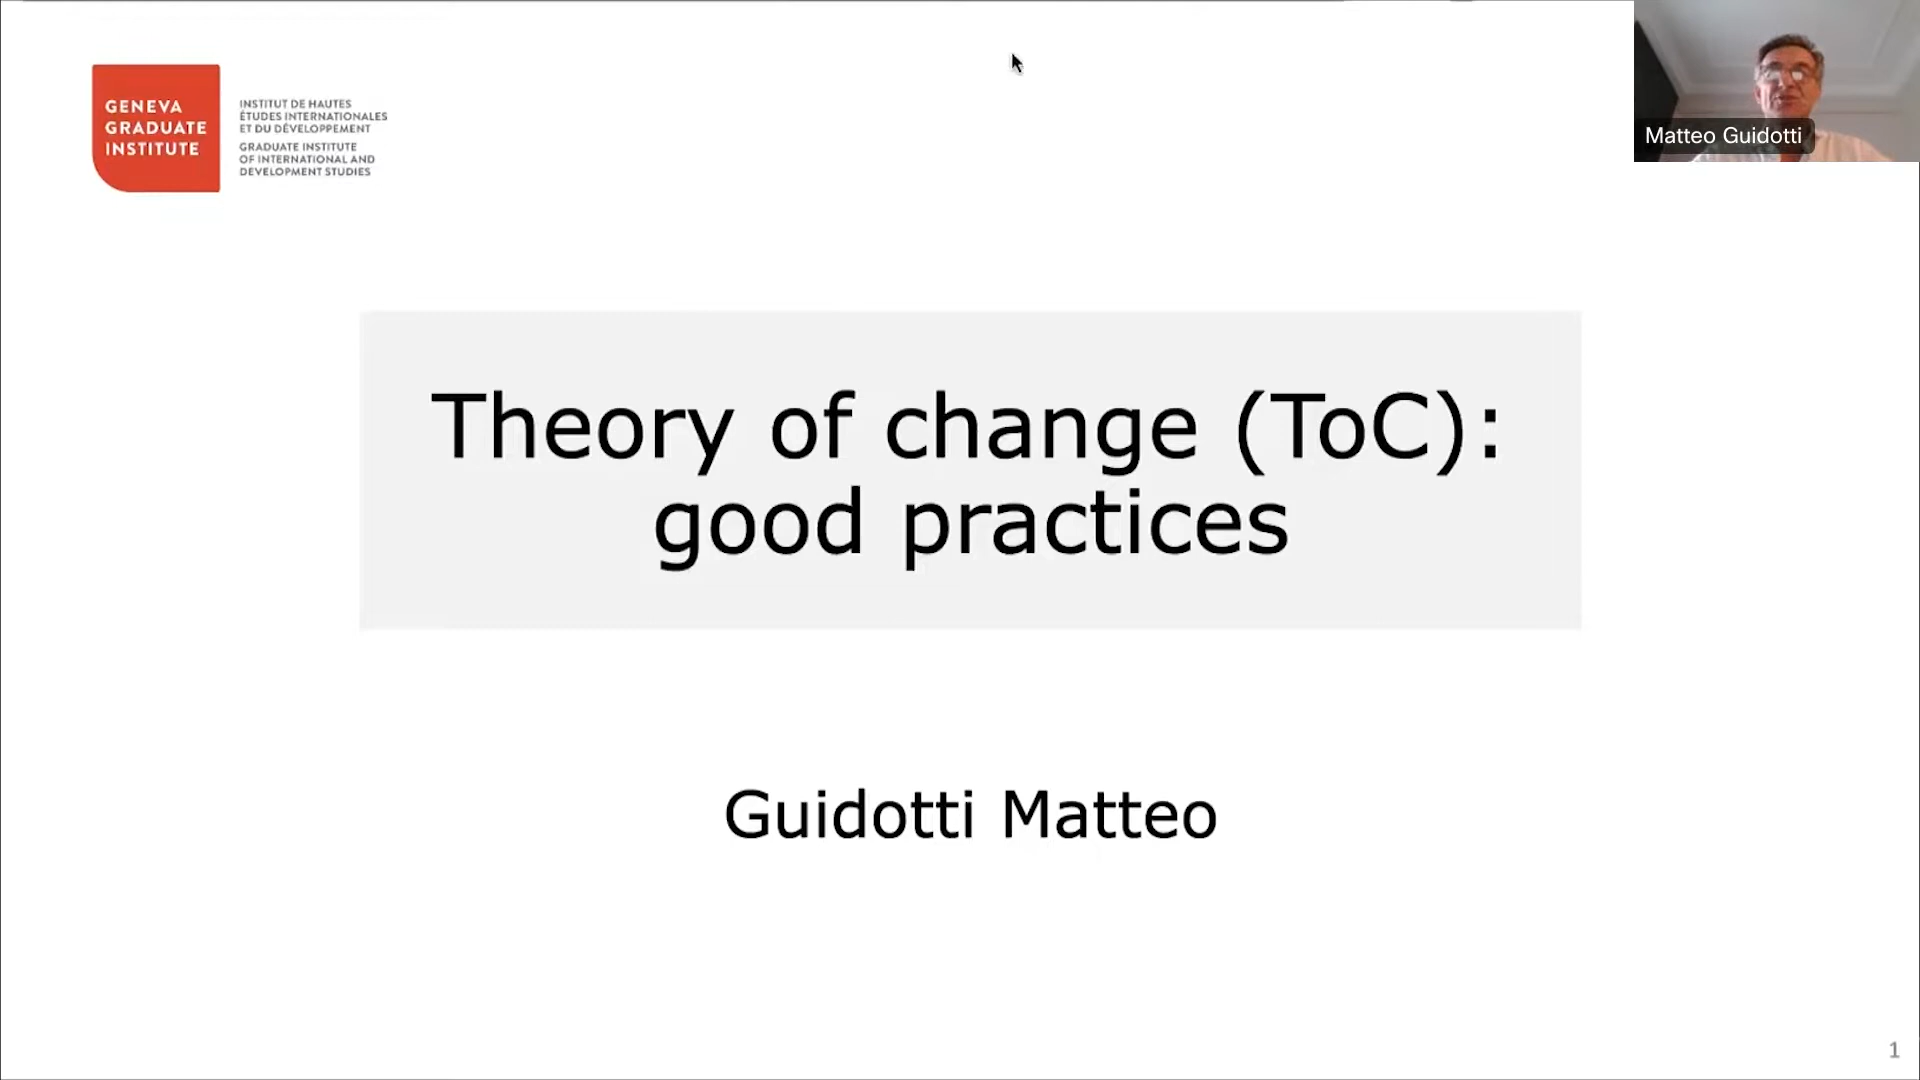 GENEVA
GRADUATE
INSTITUTE
INSTITUT DE HAUTES
ÉTUDES INTERNATIONALES
ET DU DÉVELOPPEMENT
GRADUATE INSTITUTE
OF INTERNATIONAL AND
DEVELOPMENT STUDIES
Matteo Guidotti
Theory of change (ToC):
good practices
Guidotti Matteo
1